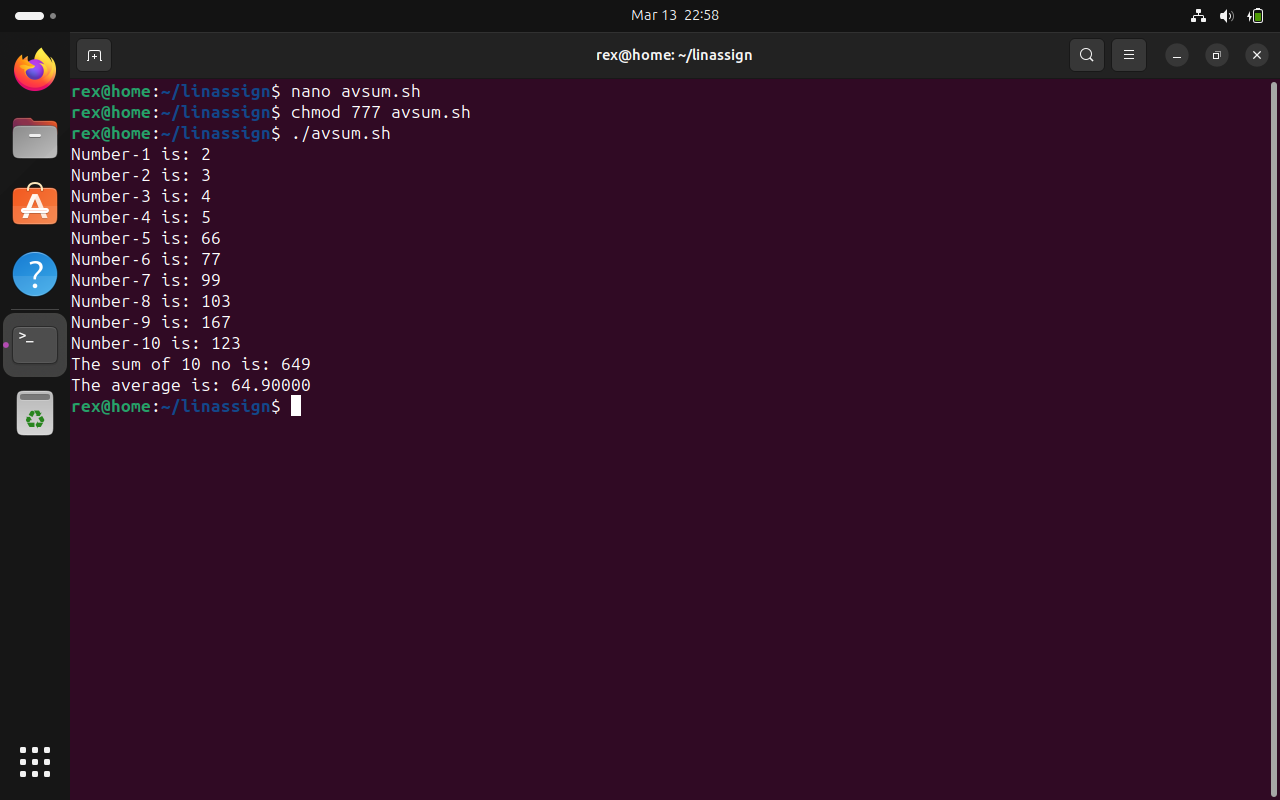 Mar 13 22:58
rex@home: ~/linassign
rex@home:~/linassign$ nano avsum.sh
rex@home:~/linassign$ chmod 777 avsum.sh
rex@home:~/linassign$ ./avsum.sh
Number-1 is: 2
Number-2 is: 3
Number-3 is: 4
Number-4 is: 5
Number-5 is: 66
Number-6 is: 77
Number-7 is: 99
Number-8 is: 103
Number-9 is: 167
Number-10 is: 123
The sum of 10 no is: 649
The average is: 64.90000
rex@home:~/linassign$